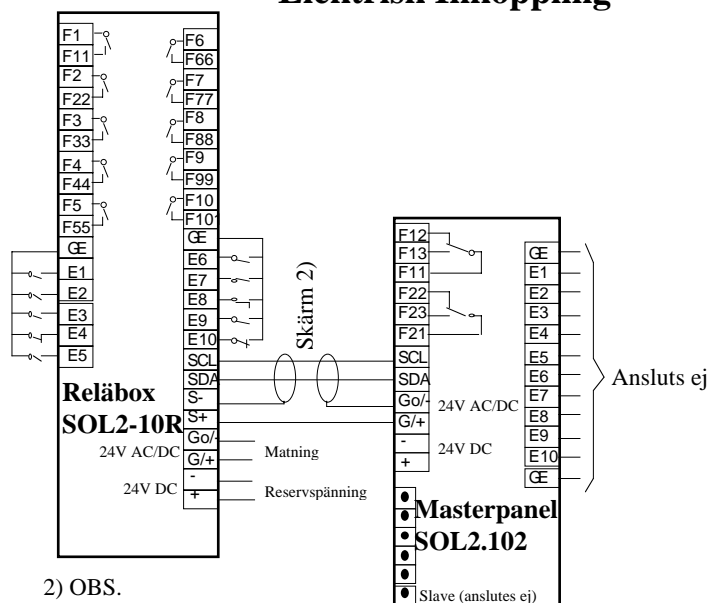 Elektrisk Inkoppling
F1
F11
F2
F22
F3
F33
F4
F44
F5
F55
GE
E1
E2
E3
E4
E5
F6
F66
F7
F77
F8
F88
F9
F99
F10
F101
GE
E6
E7
E8
E9
E10
SCL
SDA
S-
S+
Go/-
G/+
-
+
Reläbox
SOL2-10R
24V AC/DC
24V DC
Matning
Reservspänning
Skärm 2)
F12
F13
F11
F22
F23
F21
SCL
SDA
Go/-
G/+
-
+
24V AC/DC
24V DC
GE
E1
E2
E3
E4
E5
E6
E7
E8
E9
E10
GE
Ansluts ej
Masterpanel
SOL2.102
Slave (anslutes ej)
2) OBS.